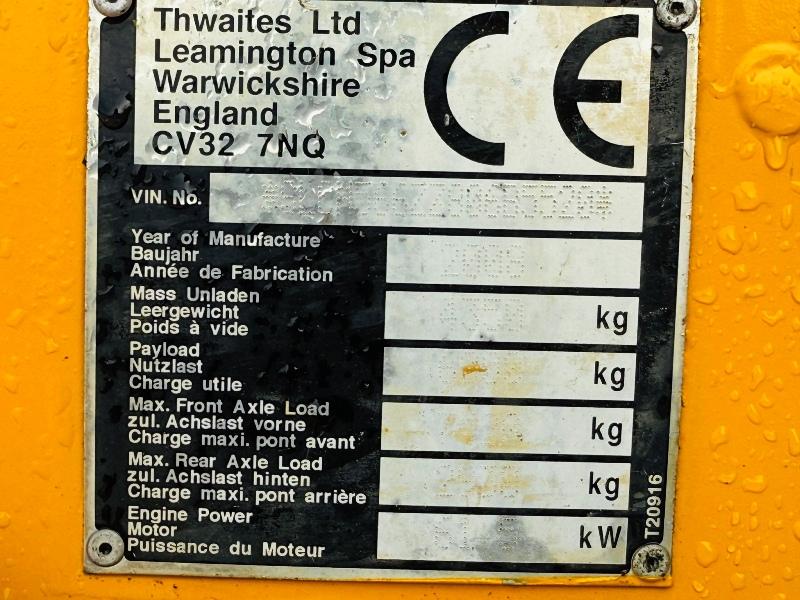 Thwaites Ltd
Leamington Spa
Warwickshire
England
CV32 7NQ
CE
VIN. No.
Year of Manufacture
Baujahr
Année de Fabrication
Mass Unladen
Leergewicht kg
Poids à vide
Payload
Nutzlast kg
Charge utile
Max. Front Axle Load
zul. Achslast vorne kg
Charge maxi. pont avant
Max. Rear Axle Load
zul. Achslast hinten kg
Charge maxi. pont arrière
Engine Power
Motor kW
Puissance du Moteur
T20916